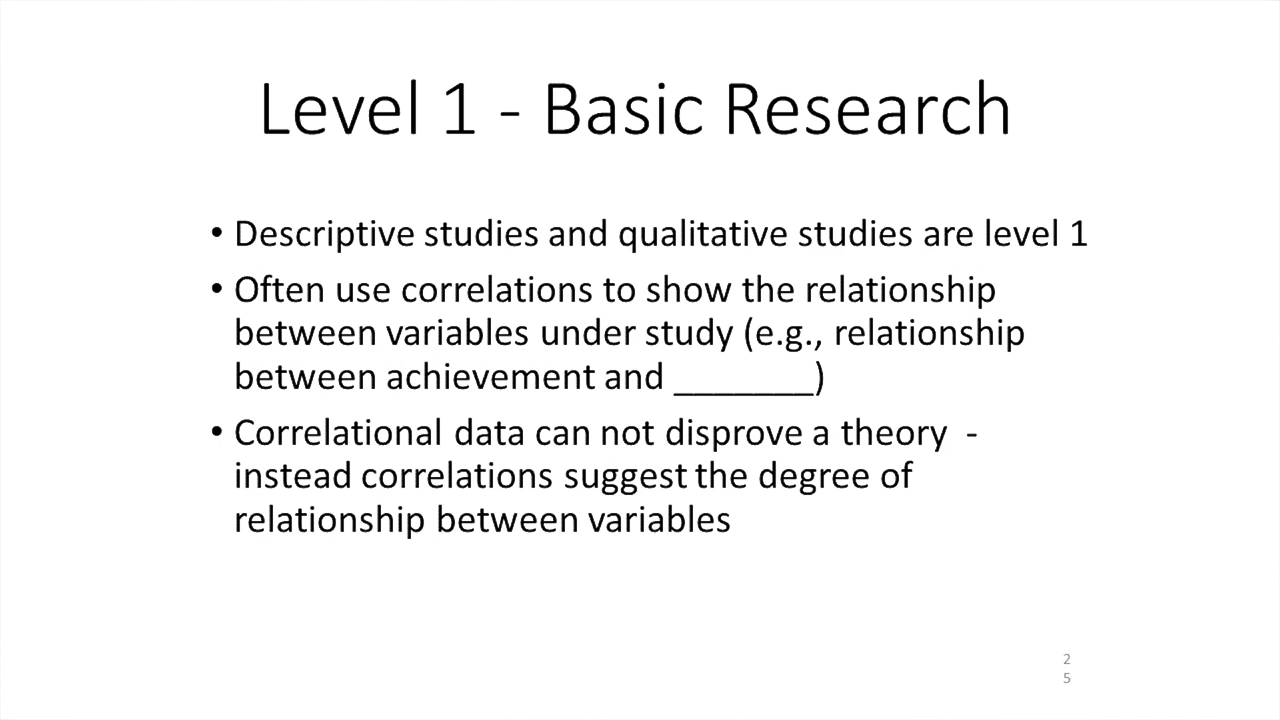 Level 1 - Basic Research
• Descriptive studies and qualitative studies are level 1
• Often use correlations to show the relationship
between variables under study (e.g., relationship
between achievement and _______)
• Correlational data can not disprove a theory  -
instead correlations suggest the degree of
relationship between variables
2
5